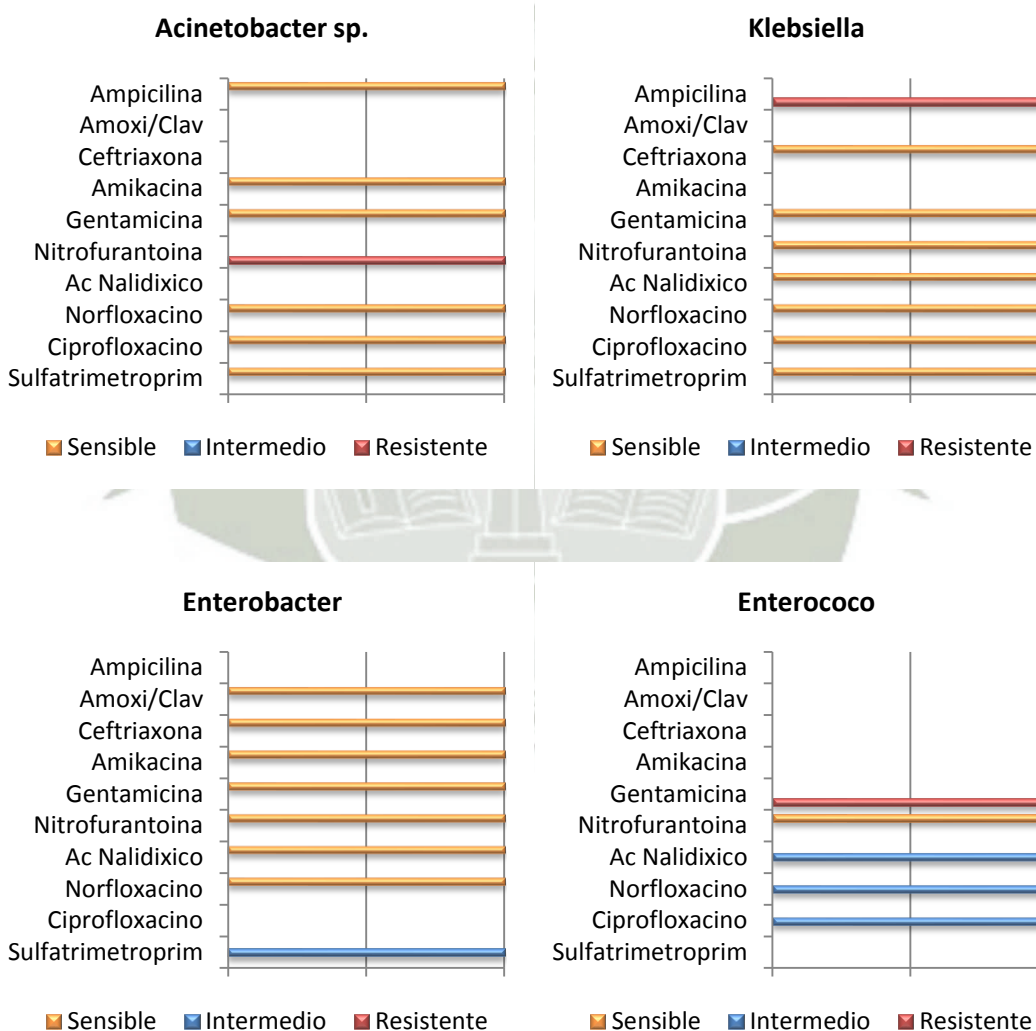 Acinetobacter sp.
Ampicilina
Amoxi/Clav
Ceftriaxona
Amikacina
Gentamicina
Nitrofurantoina
Ac Nalidixico
Norfloxacino
Ciprofloxacino
Sulfatrimetroprim
Sensible Intermedio Resistente
Klebsiella
Ampicilina
Amoxi/Clav
Ceftriaxona
Amikacina
Gentamicina
Nitrofurantoina
Ac Nalidixico
Norfloxacino
Ciprofloxacino
Sulfatrimetroprim
Sensible Intermedio Resistente
Enterobacter
Ampicilina
Amoxi/Clav
Ceftriaxona
Amikacina
Gentamicina
Nitrofurantoina
Ac Nalidixico
Norfloxacino
Ciprofloxacino
Sulfatrimetroprim
Sensible Intermedio Resistente
Enterococo
Ampicilina
Amoxi/Clav
Ceftriaxona
Amikacina
Gentamicina
Nitrofurantoina
Ac Nalidixico
Norfloxacino
Ciprofloxacino
Sulfatrimetroprim
Sensible Intermedio Resistente